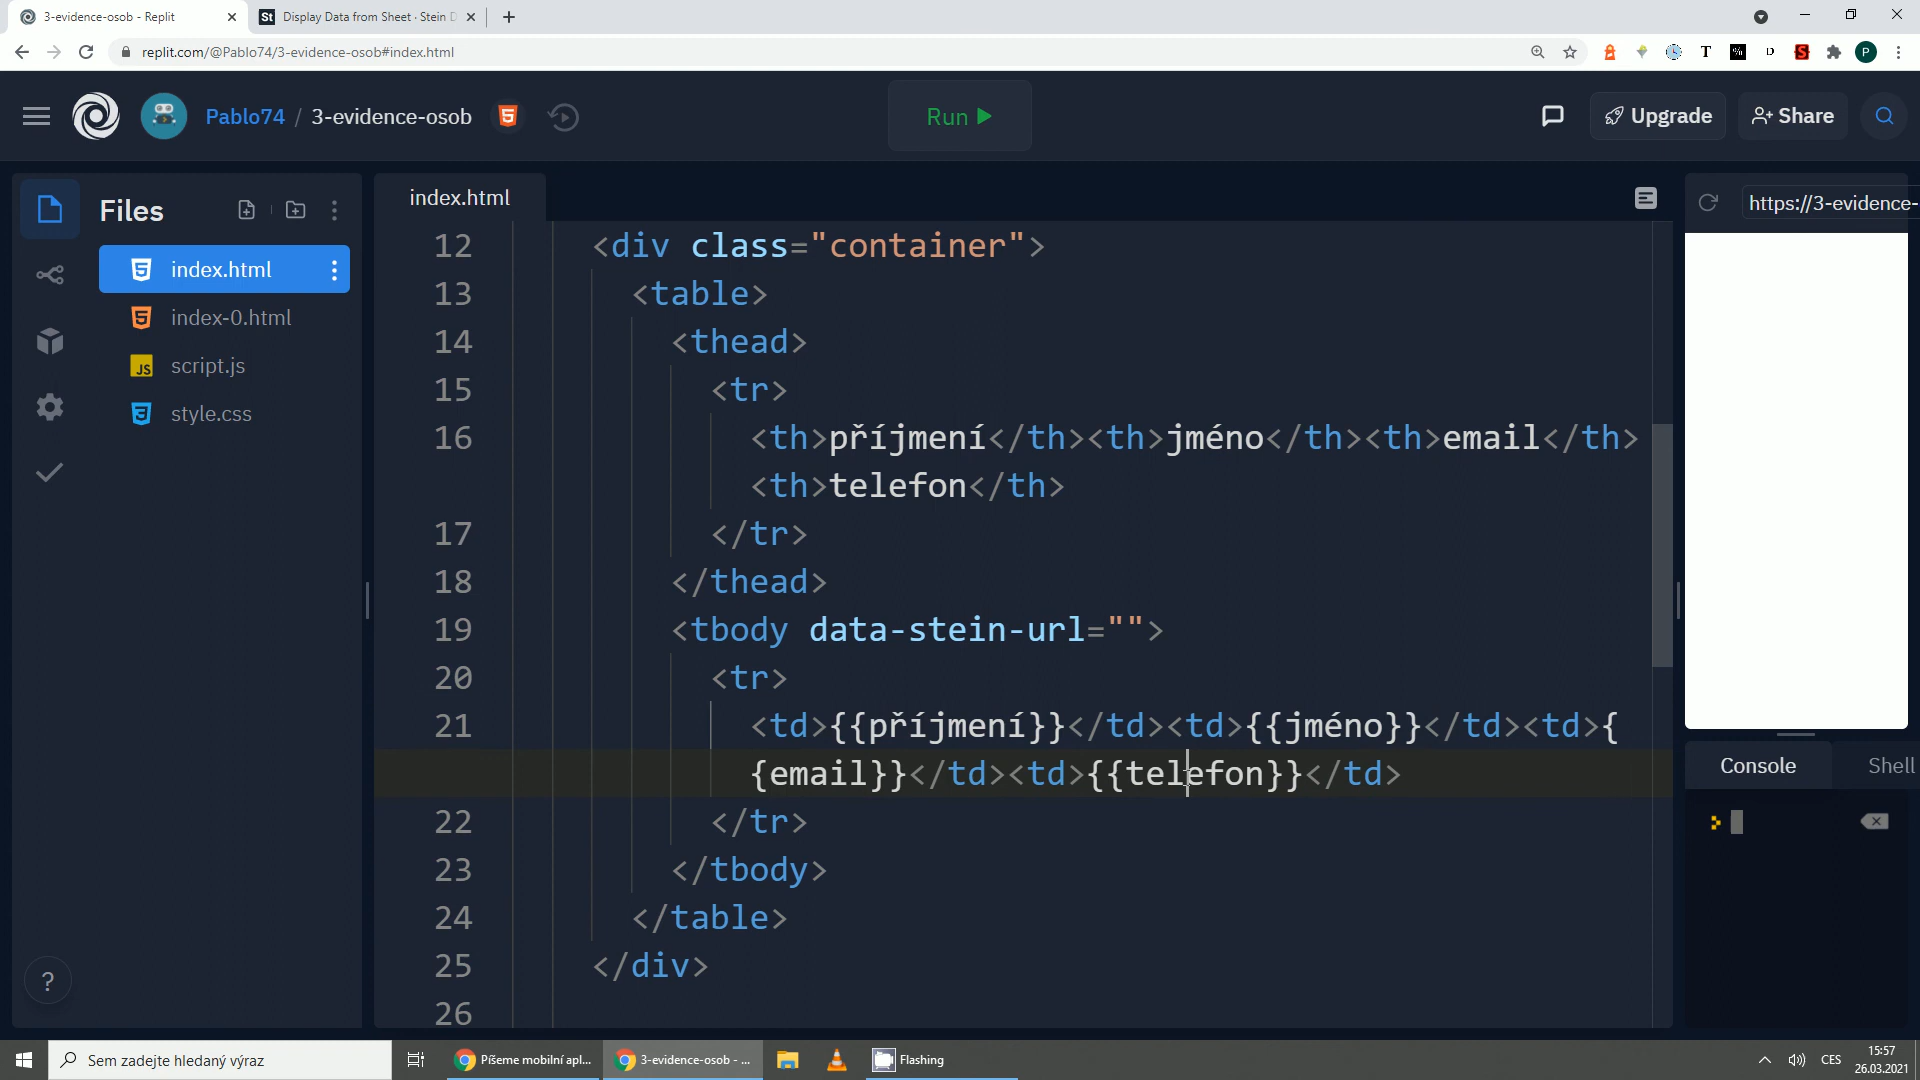 3-evidence-osob - Replit
St Display Data from Sheet · Stein D
replit.com/@Pablo74/3-evidence-osob#index.html
T
P
Pablo74 / 3-evidence-osob
Run
Upgrade
Share
Files
index.html
index-0.html
JS script.js
style.css
?
index.html
12 <div class="container">
13 <table>
14 <thead>
15 <tr>
16 <th>příjmení</th><th>jméno</th><th>email</th>
<th>telefon</th>
17 </tr>
18 </thead>
19 <tbody data-stein-url="">
20 <tr>
21 <td>{{příjmení}}</td><td>{{jméno}}</td><td>{
{email}}</td><td>{{telefon}}</td>
22 </tr>
23 </tbody>
24 </table>
25 </div>
26
https://3-evidence-
Console
Shell
Sem zadejte hledaný výraz
Píšeme mobilní apl...
3-evidence-osob - ...
Flashing
CES
15:57
26.03.2021